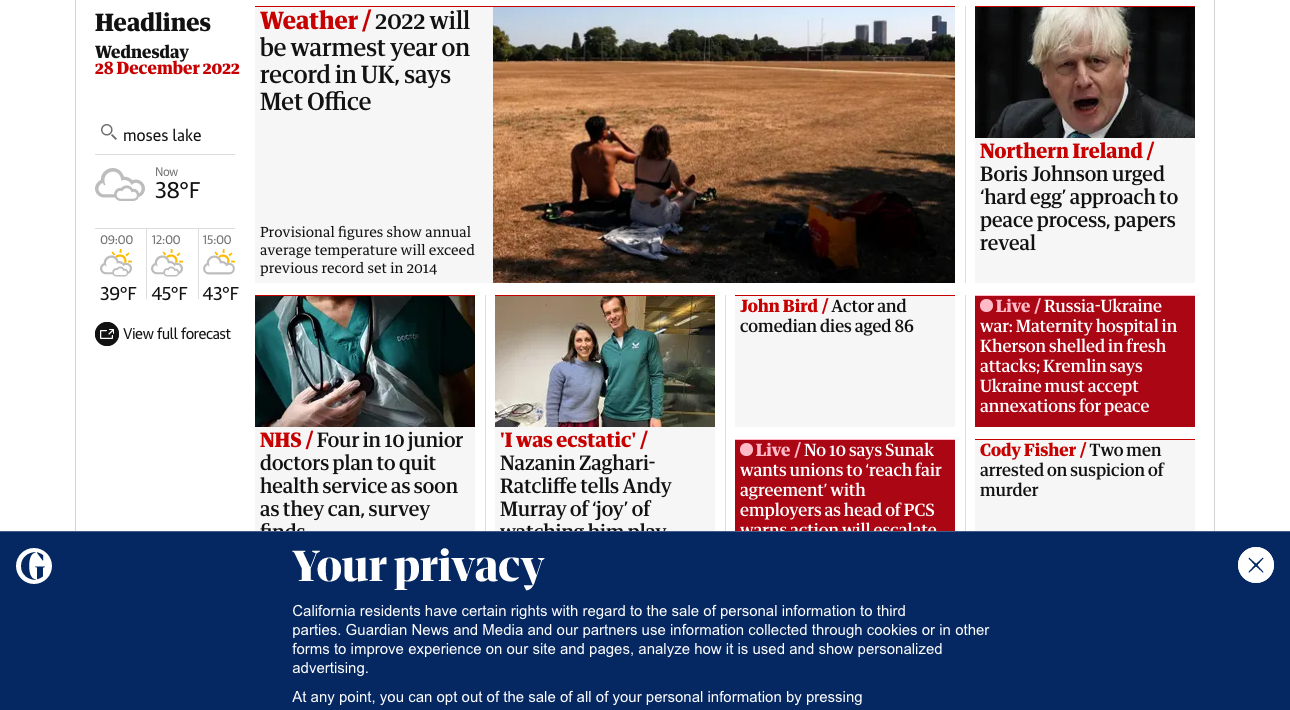 Headlines
Wednesday
28 December 2022
moses lake
Now
38°F
09:00
12:00
15:00
39°F
45°F
43°F
View full forecast
Weather / 2022 will
be warmest year on
record in UK, says
Met Office
Provisional figures show annual
average temperature will exceed
previous record set in 2014
Northern Ireland /
Boris Johnson urged
‘hard egg’ approach to
peace process, papers
reveal
DOCTOR
NHS / Four in 10 junior
doctors plan to quit
health service as soon
as they can, survey
finds
'I was ecstatic' /
Nazanin Zaghari-
Ratcliffe tells Andy
Murray of ‘joy’ of
watching him play
John Bird / Actor and
comedian dies aged 86
Live / No 10 says Sunak
wants unions to ‘reach fair
agreement’ with
employers as head of PCS
warns action will escalate
Live / Russia-Ukraine
war: Maternity hospital in
Kherson shelled in fresh
attacks; Kremlin says
Ukraine must accept
annexations for peace
Cody Fisher / Two men
arrested on suspicion of
murder
G
Your privacy
California residents have certain rights with regard to the sale of personal information to third
parties. Guardian News and Media and our partners use information collected through cookies or in other
forms to improve experience on our site and pages, analyze how it is used and show personalized
advertising.
At any point, you can opt out of the sale of all of your personal information by pressing